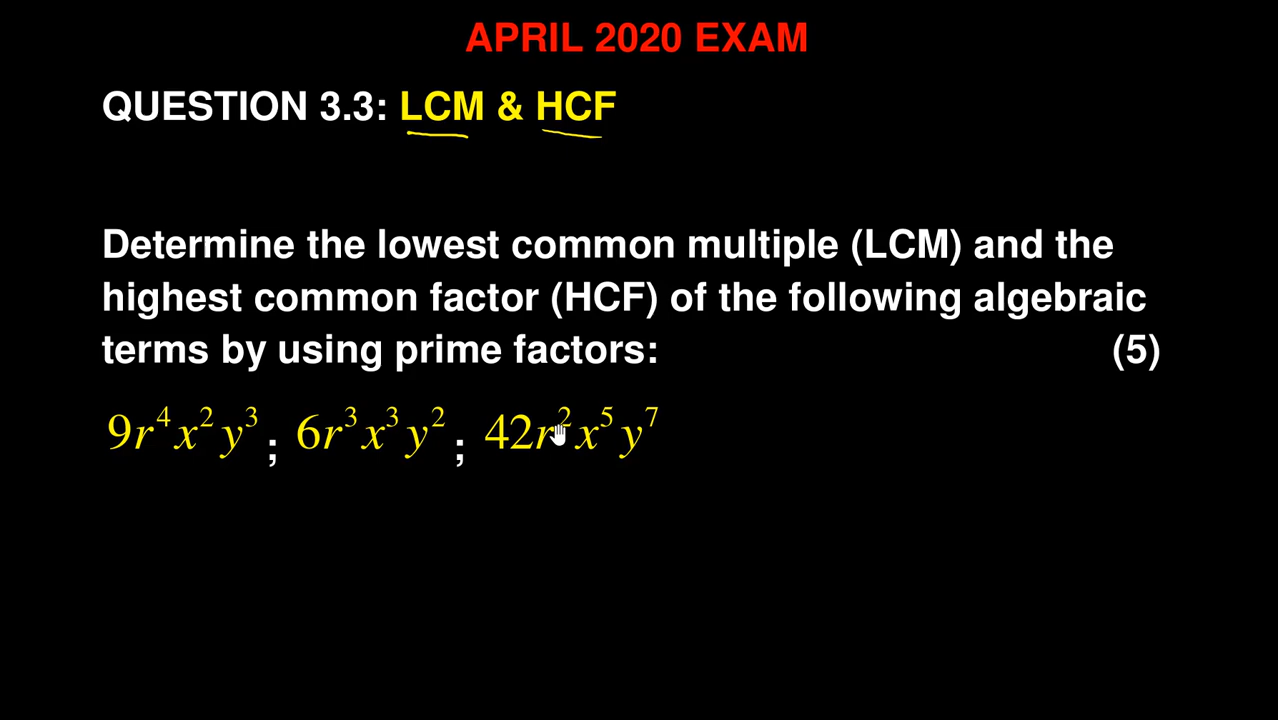 APRIL 2020 EXAM
QUESTION 3.3: LCM & HCF
Determine the lowest common multiple (LCM) and the
highest common factor (HCF) of the following algebraic
terms by using prime factors: (5)
9r⁴x²y³ ; 6r³x³y² ; 42r²x⁵y⁷